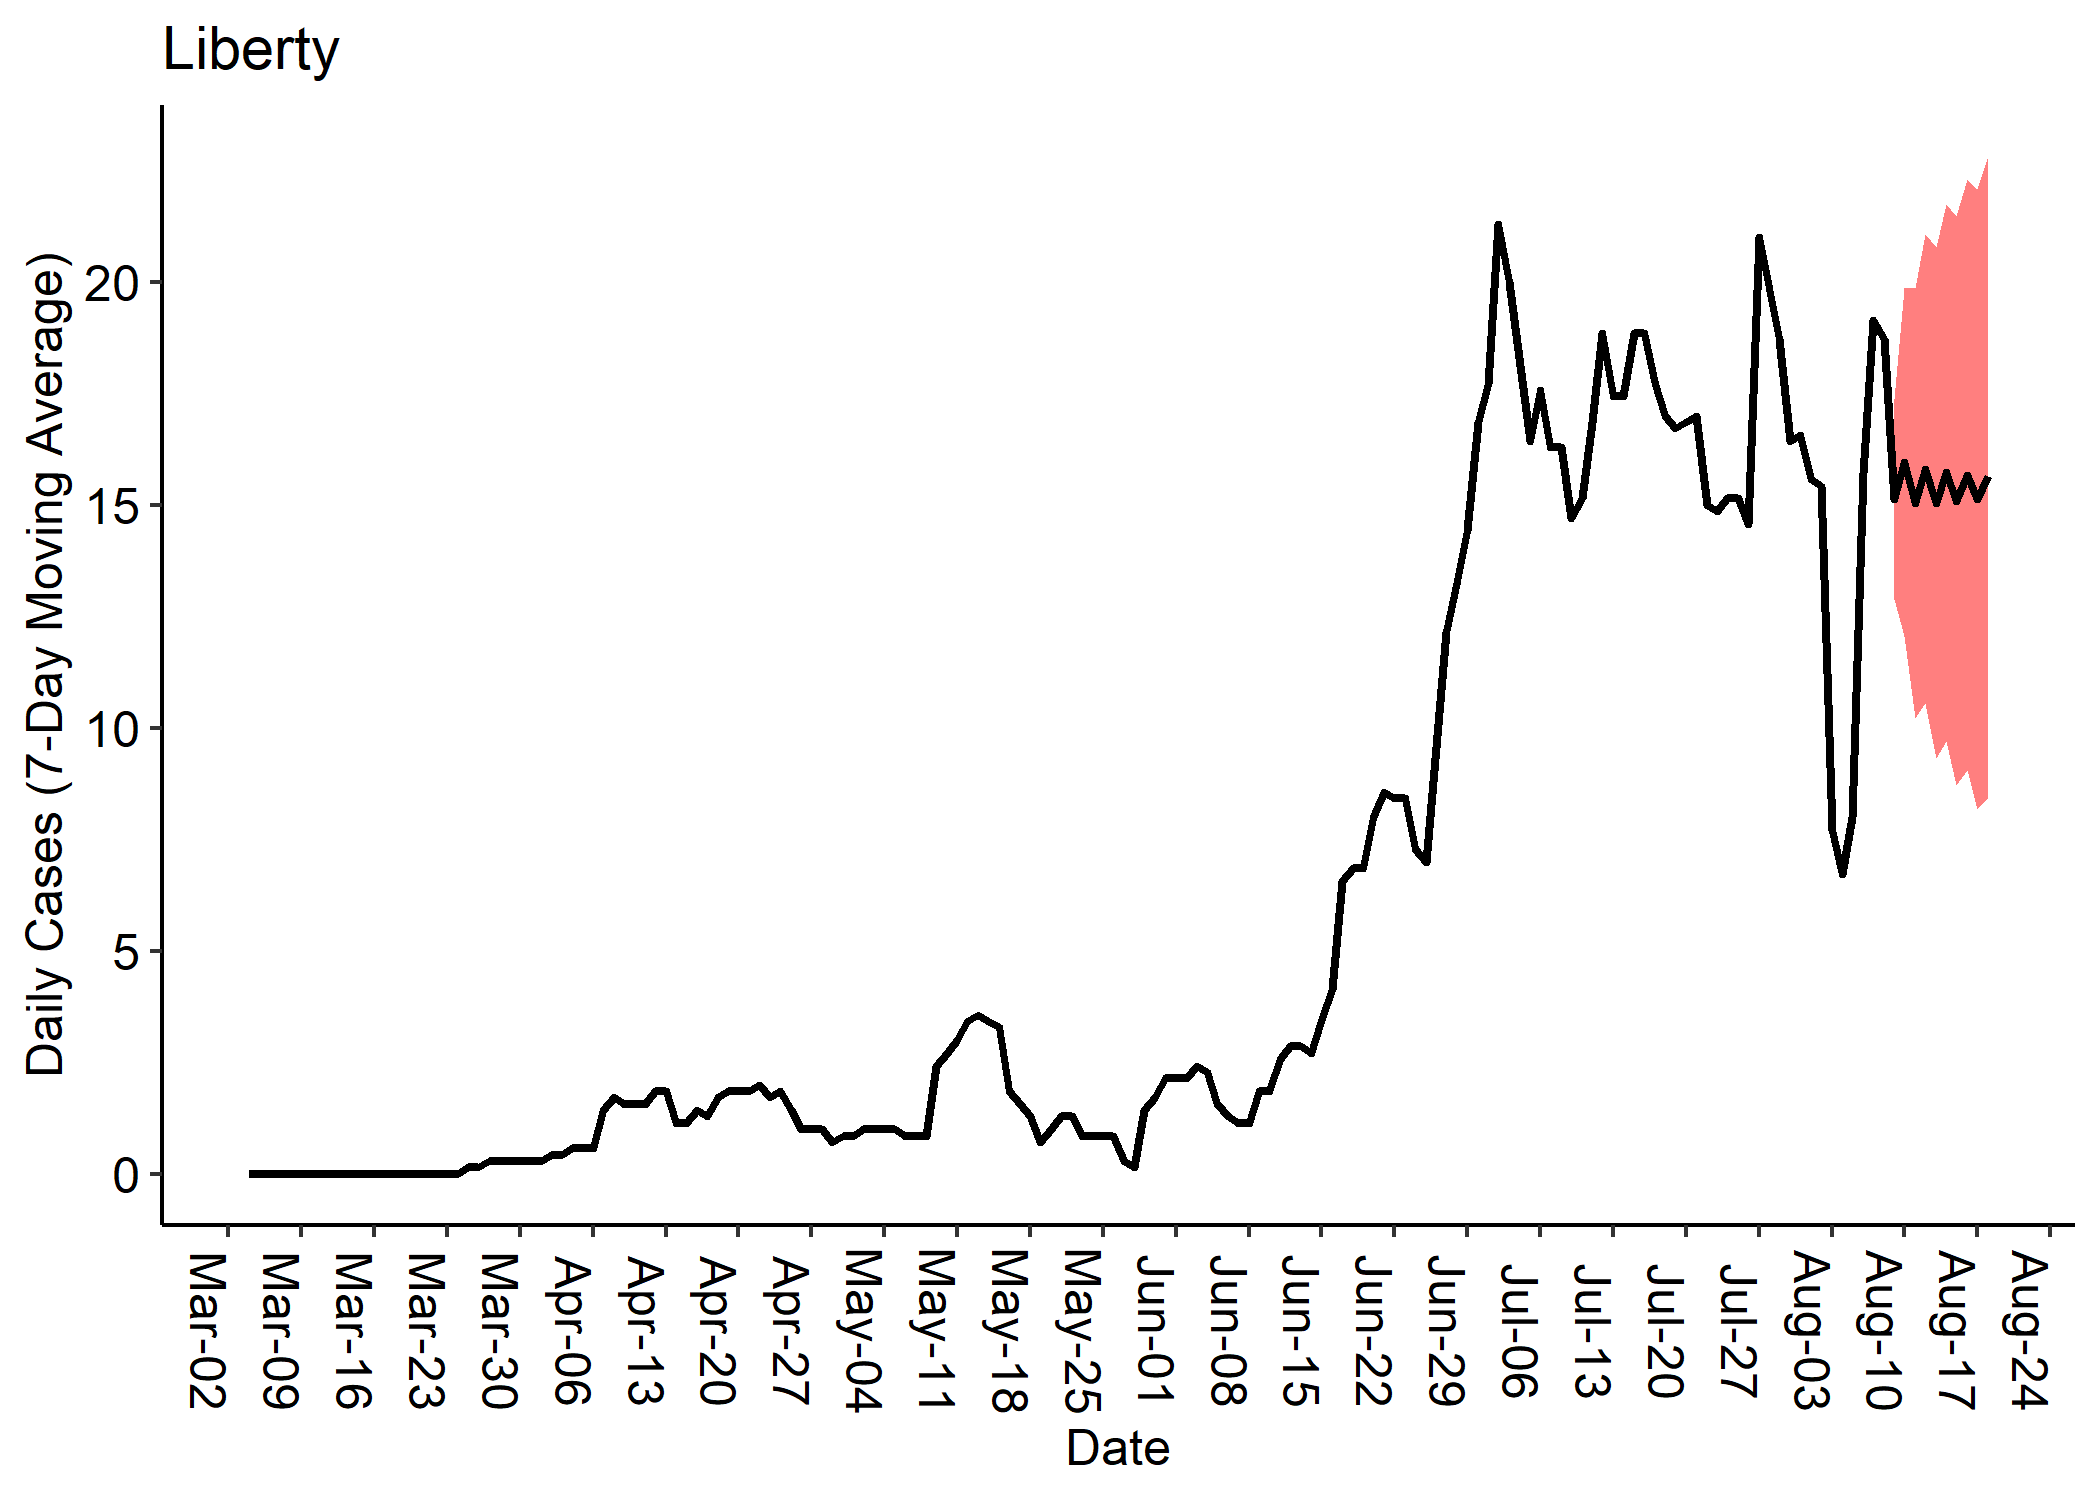 Liberty
Daily Cases (7-Day Moving Average)
20
15
10
5
0
Mar-02
Mar-09
Mar-16
Mar-23
Mar-30
Apr-06
Apr-13
Apr-20
Apr-27
May-04
May-11
May-18
May-25
Jun-01
Jun-08
Jun-15
Jun-22
Jun-29
Jul-06
Jul-13
Jul-20
Jul-27
Aug-03
Aug-10
Aug-17
Aug-24
Date